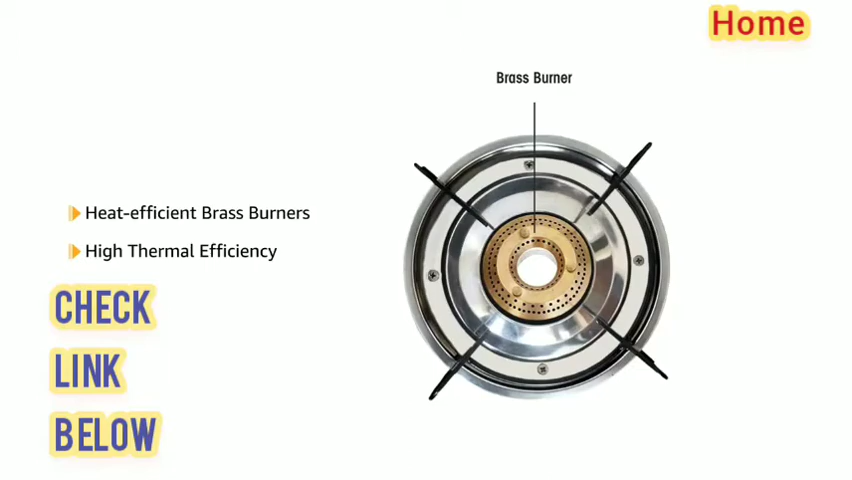 Home
Brass Burner
Heat-efficient Brass Burners
High Thermal Efficiency
CHECK
LINK
BELOW